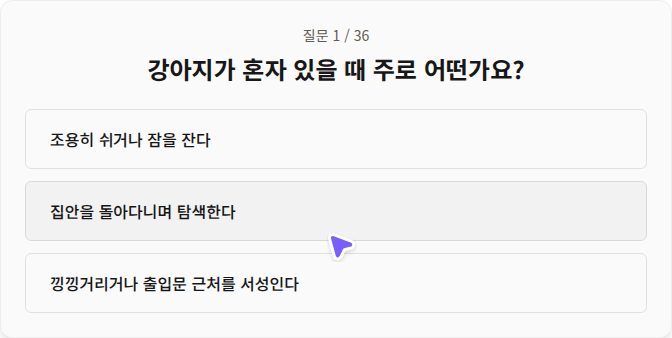 질문 1 / 36
강아지가 혼자 있을 때 주로 어떤가요?
조용히 쉬거나 잠을 잔다
집안을 돌아다니며 탐색한다
낑낑거리거나 출입문 근처를 서성인다